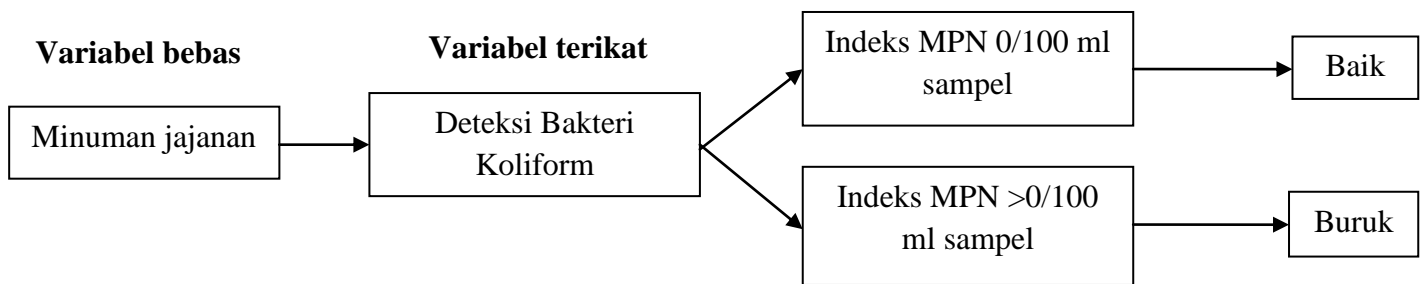 Variabel bebas
Minuman jajanan
Variabel terikat
Deteksi Bakteri
Koliform
Indeks MPN 0/100 ml
sampel
Baik
Indeks MPN >0/100
ml sampel
Buruk